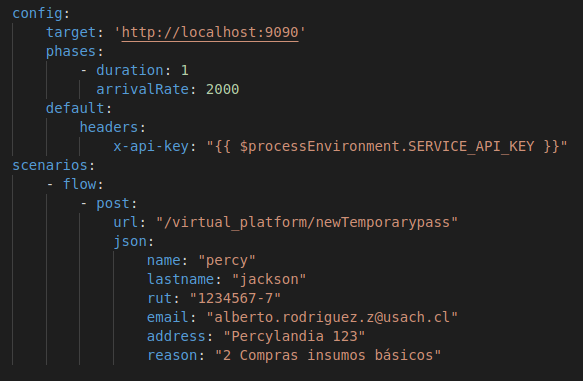 config:
target: 'http://localhost:9090'
phases:
- duration: 1
arrivalRate: 2000
default:
headers:
x-api-key: "{{ $processEnvironment.SERVICE_API_KEY }}"
scenarios:
- flow:
- post:
url: "/virtual_platform/newTemporarypass"
json:
name: "percy"
lastname: "jackson"
rut: "1234567-7"
email: "alberto.rodriguez.z@usach.cl"
address: "Percylandia 123"
reason: "2 Compras insumos básicos"